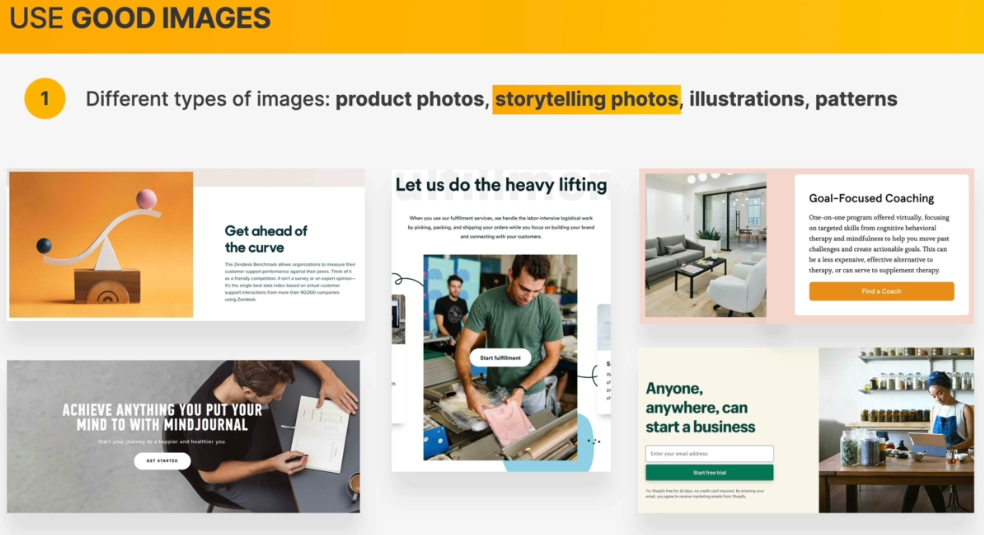 USE GOOD IMAGES
1
Different types of images: product photos, storytelling photos, illustrations, patterns
Get ahead of
the curve
The Zendesk Benchmark allows organizations to measure their
customer support performance against their peers. Think of it
as a friendly competition. It isn't a survey or an expert opinion—
it's the single best data index based on actual customer
support interactions from more than 90,000 companies
using Zendesk.
ACHIEVE ANYTHING YOU PUT YOUR
MIND TO WITH MINDJOURNAL
Start your journey to a happier and healthier you.
GET STARTED
Let us do the heavy lifting
When you use our fulfillment services, we handle the labor-intensive logistical work
by picking, packing, and shipping your orders while you focus on building your brand
and connecting with your customers.
Start fulfillment
Goal-Focused Coaching
One-on-one program offered virtually, focusing
on targeted skills from cognitive behavioral
therapy and mindfulness to help you move past
challenges and create actionable goals. This can
be a less expensive, effective alternative to
therapy, or can serve to supplement therapy.
Find a Coach
Anyone,
anywhere, can
start a business
Enter your email address
Start free trial
Try Shopify free for 14 days, no credit card required. By entering your
email, you agree to receive marketing emails from Shopify.